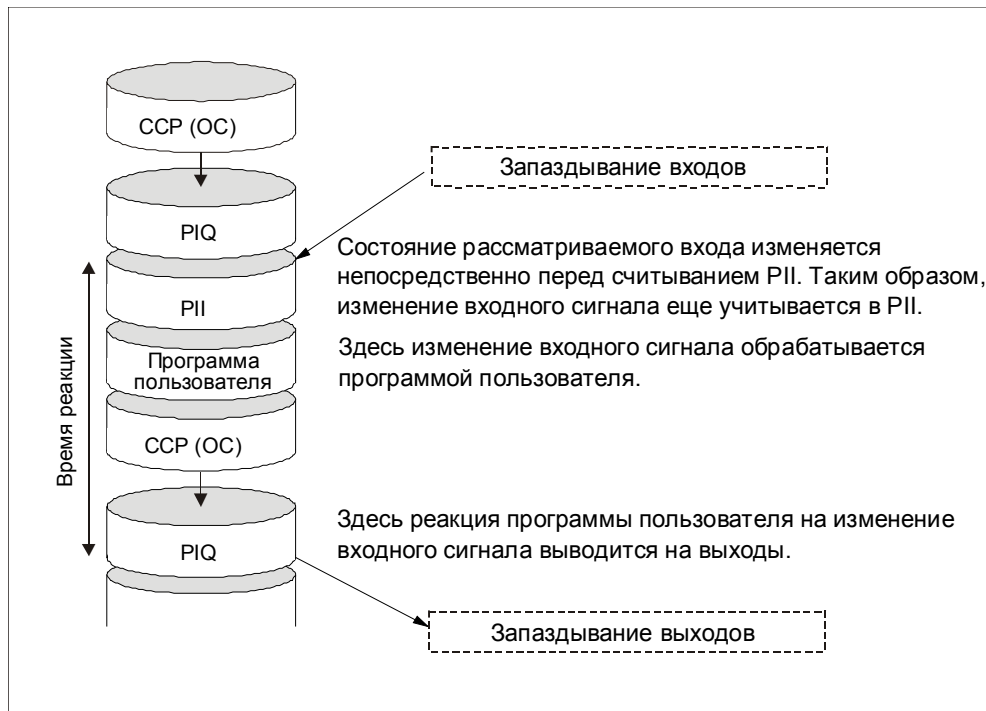 ССР (ОС)
Запаздывание входов
PIQ
Состояние рассматриваемого входа изменяется
непосредственно перед считыванием PII. Таким образом,
изменение входного сигнала еще учитывается в PII.
PII
Здесь изменение входного сигнала обрабатывается
программой пользователя.
Программа
пользователя
Время реакции
ССР (ОС)
Здесь реакция программы пользователя на изменение
входного сигнала выводится на выходы.
PIQ
Запаздывание выходов